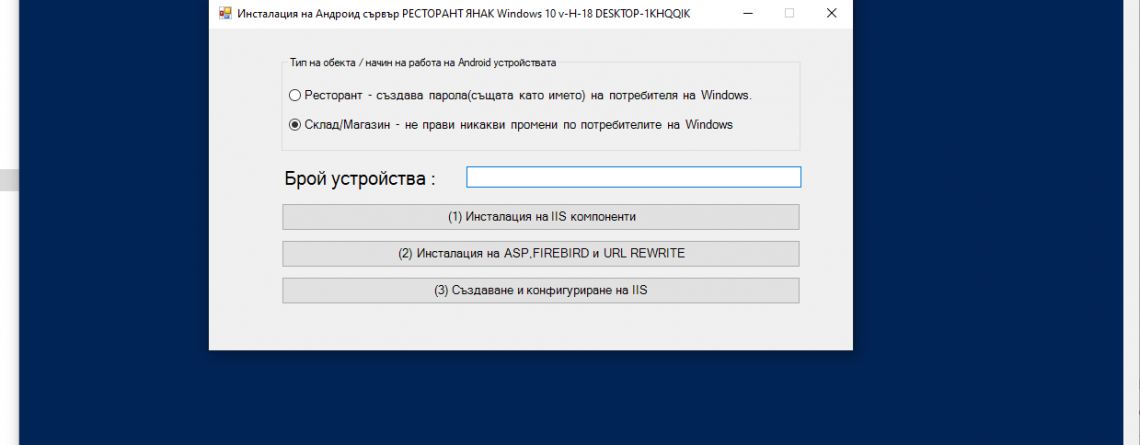 Инсталация на Андроид сървър РЕСТОРАНТ ЯНАК Windows 10 v-H-18 DESKTOP-1KHQQIK
Тип на обекта / начин на работа на Android устройствата
Ресторант - създава парола(същата като името) на потребителя на Windows.
Склад/Магазин - не прави никакви промени по потребителите на Windows
Брой устройства :
(1) Инсталация на IIS компоненти
(2) Инсталация на ASP,FIREBIRD и URL REWRITE
(3) Създаване и конфигуриране на IIS